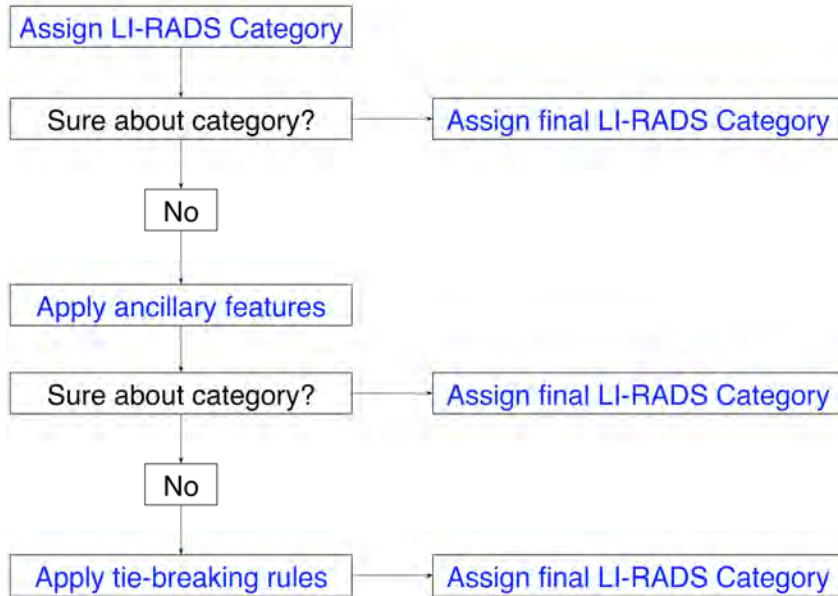 Assign LI-RADS Category
Sure about category?
Assign final LI-RADS Category
No
Apply ancillary features
Sure about category?
Assign final LI-RADS Category
No
Apply tie-breaking rules
Assign final LI-RADS Category